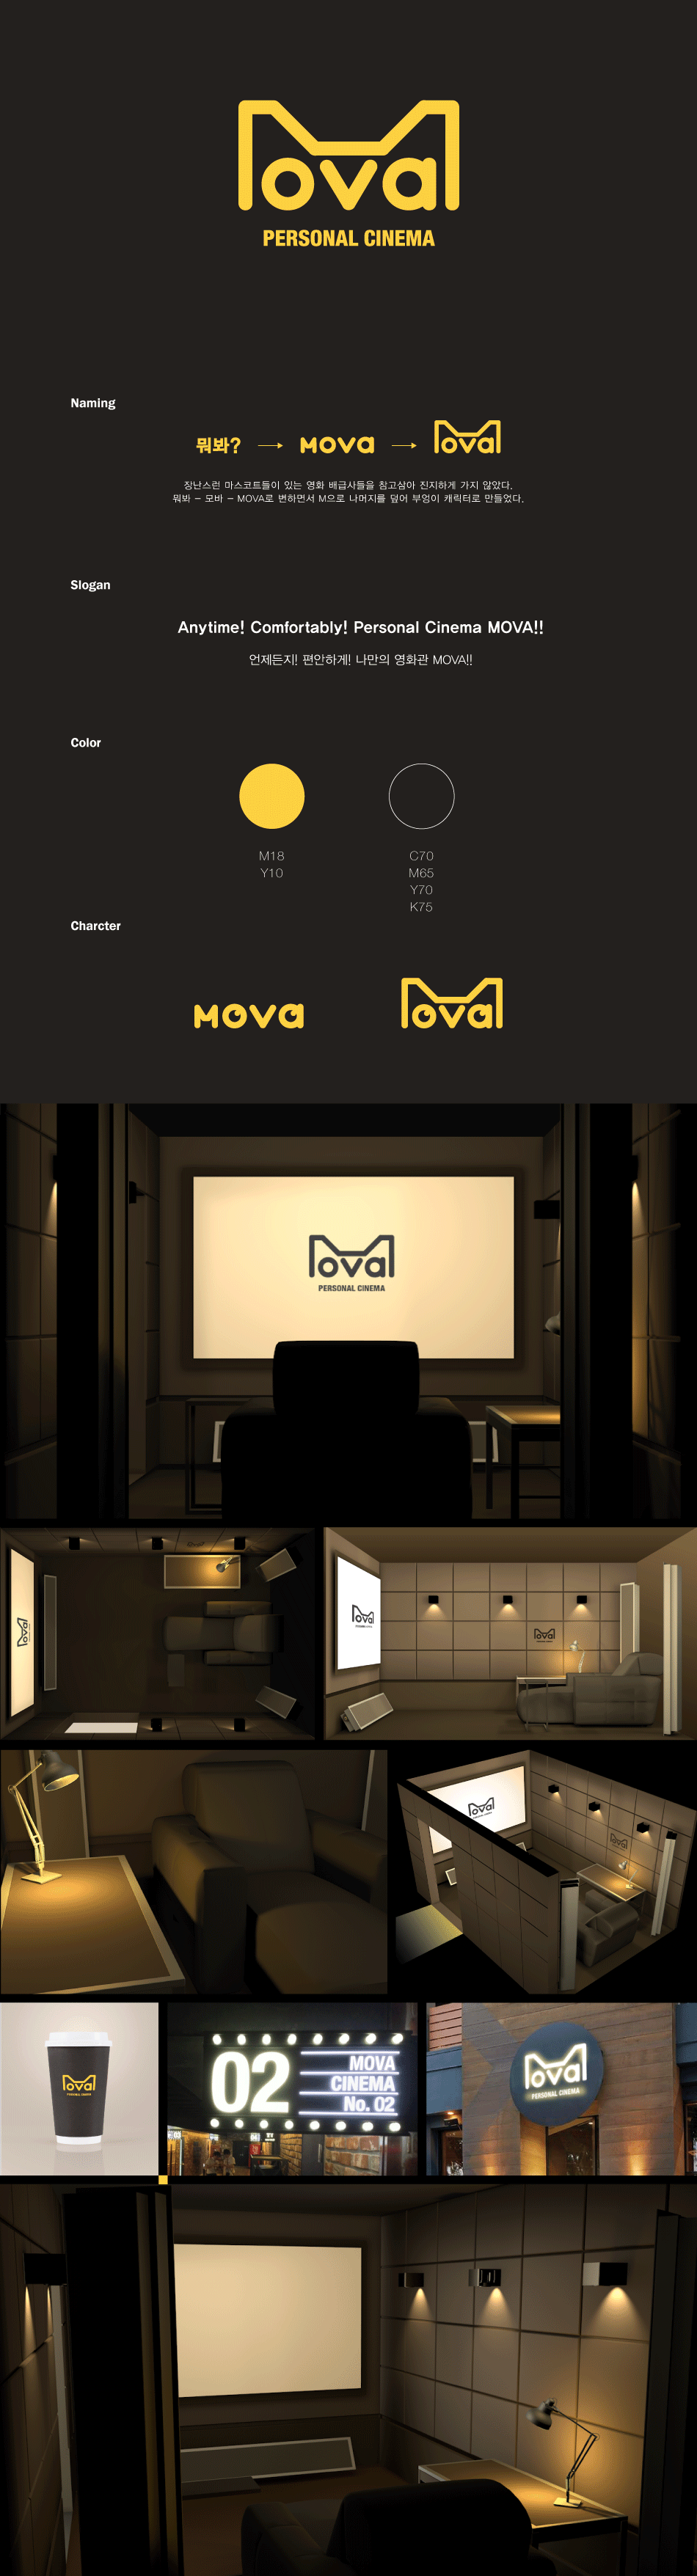 Mova
PERSONAL CINEMA
Naming
뭐봐? → MOVA → Mova
장난스런 마스코트들이 있는 영화 배급사들을 참고삼아 진지하게 가지 않았다.
뭐봐 – 모바 – MOVA로 변하면서 M으로 나머지를 덮어 부엉이 캐릭터로 만들었다.
Slogan
Anytime! Comfortably! Personal Cinema MOVA!!
언제든지! 편안하게! 나만의 영화관 MOVA!!
Color
M18
Y10
C70
M65
Y70
K75
Charcter
Mova Mova
Mova
PERSONAL CINEMA
Mova
Mova
Mova
Mova
Mova
Mova
PERSONAL CINEMA
02
MOVA
CINEMA
No. 02
Mova
PERSONAL CINEMA